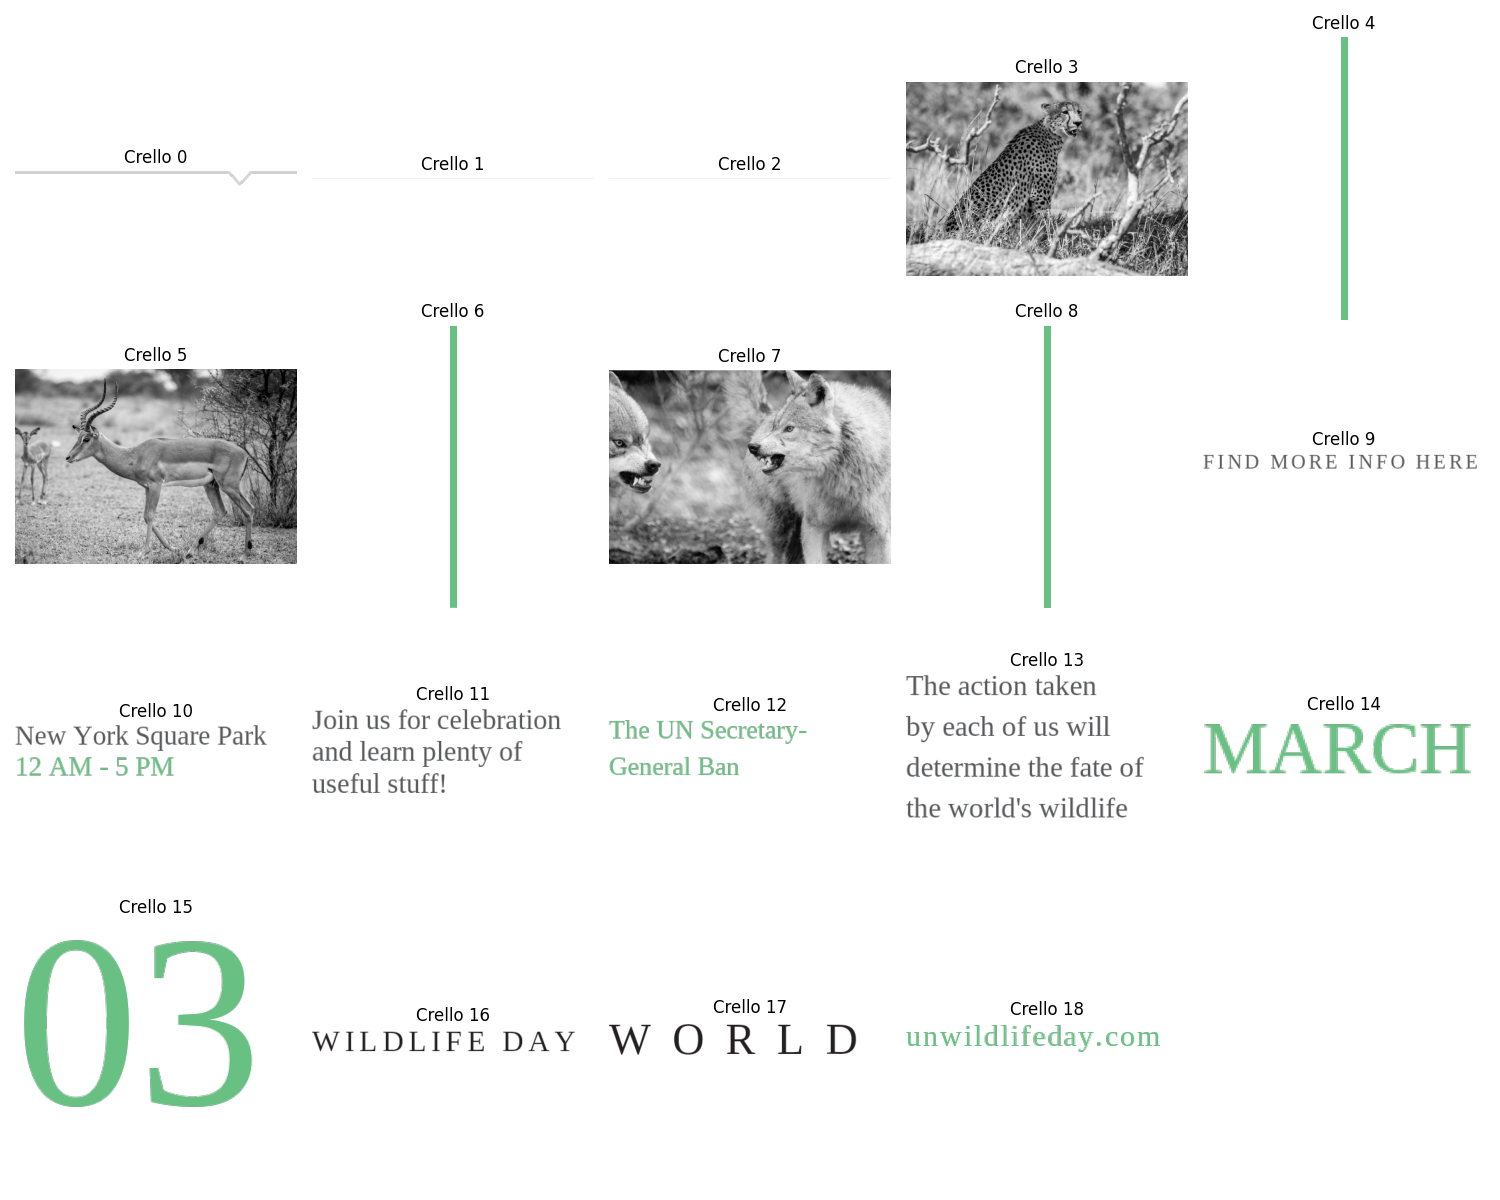 Crello 4
Crello 3
Crello 0
Crello 1
Crello 2
Crello 6
Crello 8
Crello 5
Crello 7
Crello 9
FIND MORE INFO HERE
Crello 10
New York Square Park
12 AM - 5 PM
Crello 11
Join us for celebration
and learn plenty of
useful stuff!
Crello 12
The UN Secretary-
General Ban
Crello 13
The action taken
by each of us will
determine the fate of
the world's wildlife
Crello 14
MARCH
Crello 15
03
Crello 16
WILDLIFE DAY
Crello 17
WORLD
Crello 18
unwildlifeday.com